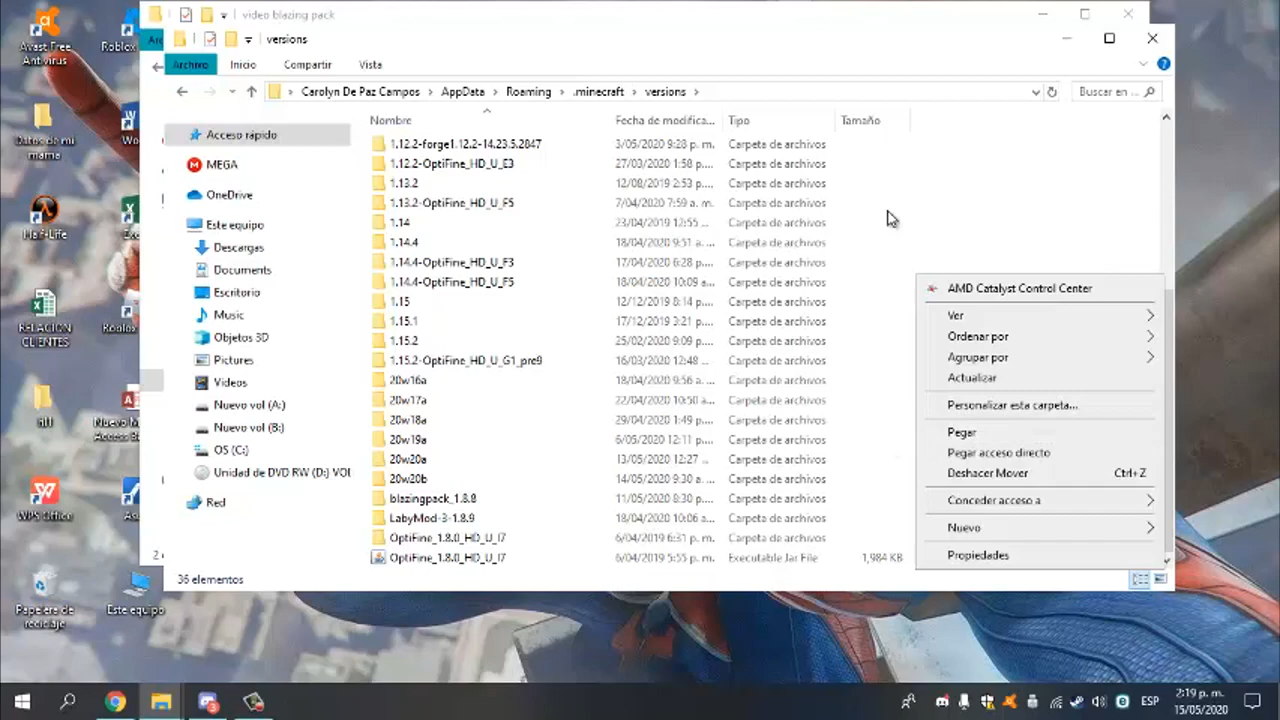 video blazing pack
versions
Archivo
Inicio
Compartir
Vista
Carolyn De Paz Campos > AppData > Roaming > .minecraft > versions >
Buscar en ...
Nombre
Fecha de modifica...
Tipo
Tamaño
1.12.2-forge1.12.2-14.23.5.2847 3/05/2020 9:28 p. m. Carpeta de archivos
1.12.2-OptiFine_HD_U_E3 27/03/2020 1:58 p.... Carpeta de archivos
1.13.2 12/08/2019 2:53 p.... Carpeta de archivos
1.13.2-OptiFine_HD_U_F5 7/04/2020 7:59 a. m. Carpeta de archivos
1.14 23/04/2019 12:55 ... Carpeta de archivos
1.14.4 18/04/2020 9:51 a. ... Carpeta de archivos
1.14.4-OptiFine_HD_U_F3 17/04/2020 6:28 p.... Carpeta de archivos
1.14.4-OptiFine_HD_U_F5 18/04/2020 10:09 a... Carpeta de archivos
1.15 12/12/2019 8:14 p.... Carpeta de archivos
1.15.1 17/12/2019 3:21 p.... Carpeta de archivos
1.15.2 25/02/2020 9:09 p.... Carpeta de archivos
1.15.2-OptiFine_HD_U_G1_pre9 16/03/2020 12:48 ... Carpeta de archivos
20w16a 18/04/2020 9:56 a. ... Carpeta de archivos
20w17a 22/04/2020 10:50 a... Carpeta de archivos
20w18a 29/04/2020 1:49 p.... Carpeta de archivos
20w19a 6/05/2020 12:11 p.... Carpeta de archivos
20w20a 13/05/2020 12:27 ... Carpeta de archivos
20w20b 14/05/2020 9:30 a. ... Carpeta de archivos
blazingpack_1.8.8 11/05/2020 8:30 p.... Carpeta de archivos
LabyMod-3-1.8.9 18/04/2020 10:06 a... Carpeta de archivos
OptiFine_1.8.0_HD_U_I7 6/04/2020 6:31 p. m. Carpeta de archivos
OptiFine_1.8.0_HD_U_I7 6/04/2020 5:55 p. m. Executable Jar File 1,984 KB
36 elementos
Acceso rápido
MEGA
OneDrive
Este equipo
Descargas
Documents
Escritorio
Music
Objetos 3D
Pictures
Videos
Nuevo vol (A:)
Nuevo vol (B:)
OS (C:)
Unidad de DVD RW (D:) VOI
Red
AMD Catalyst Control Center
Ver
Ordenar por
Agrupar por
Actualizar
Personalizar esta carpeta...
Pegar
Pegar acceso directo
Deshacer Mover Ctrl+Z
Conceder acceso a
Nuevo
Propiedades
Avast Free
Antivirus
Roblox
Datos de mi
mama
Wo
Half-Life
Exc
RELACION
CLIENTES
Roblox
Nuevo M
Access Ba
WPS Office
As
Papelera de
reciclaje
Este equipo
ESP
2:19 p. m.
15/05/2020